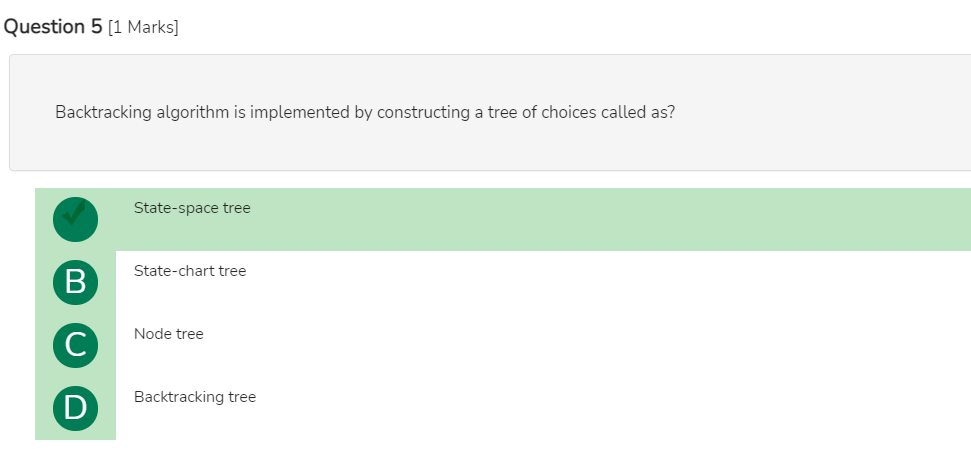 Question 5 [1 Marks]
Backtracking algorithm is implemented by constructing a tree of choices called as?
State-space tree
B State-chart tree
C Node tree
D Backtracking tree